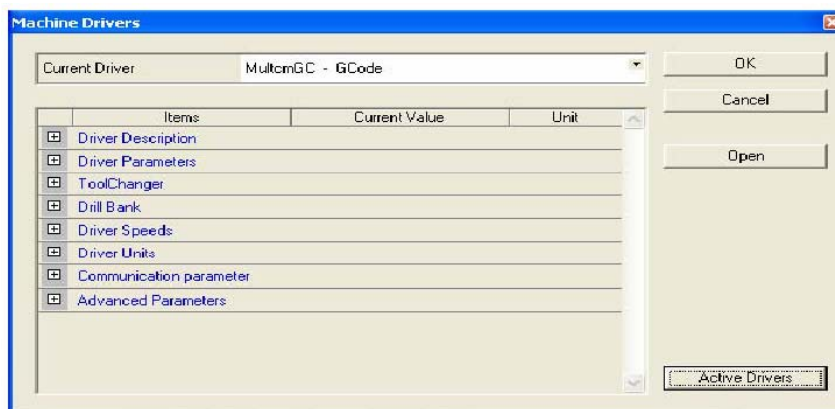 Machine Drivers
Current Driver MultcmGC - GCode
OK
Cancel
Open
Items Current Value Unit
Driver Description
Driver Parameters
ToolChanger
Drill Bank
Driver Speeds
Driver Units
Communication parameter
Advanced Parameters
Active Drivers